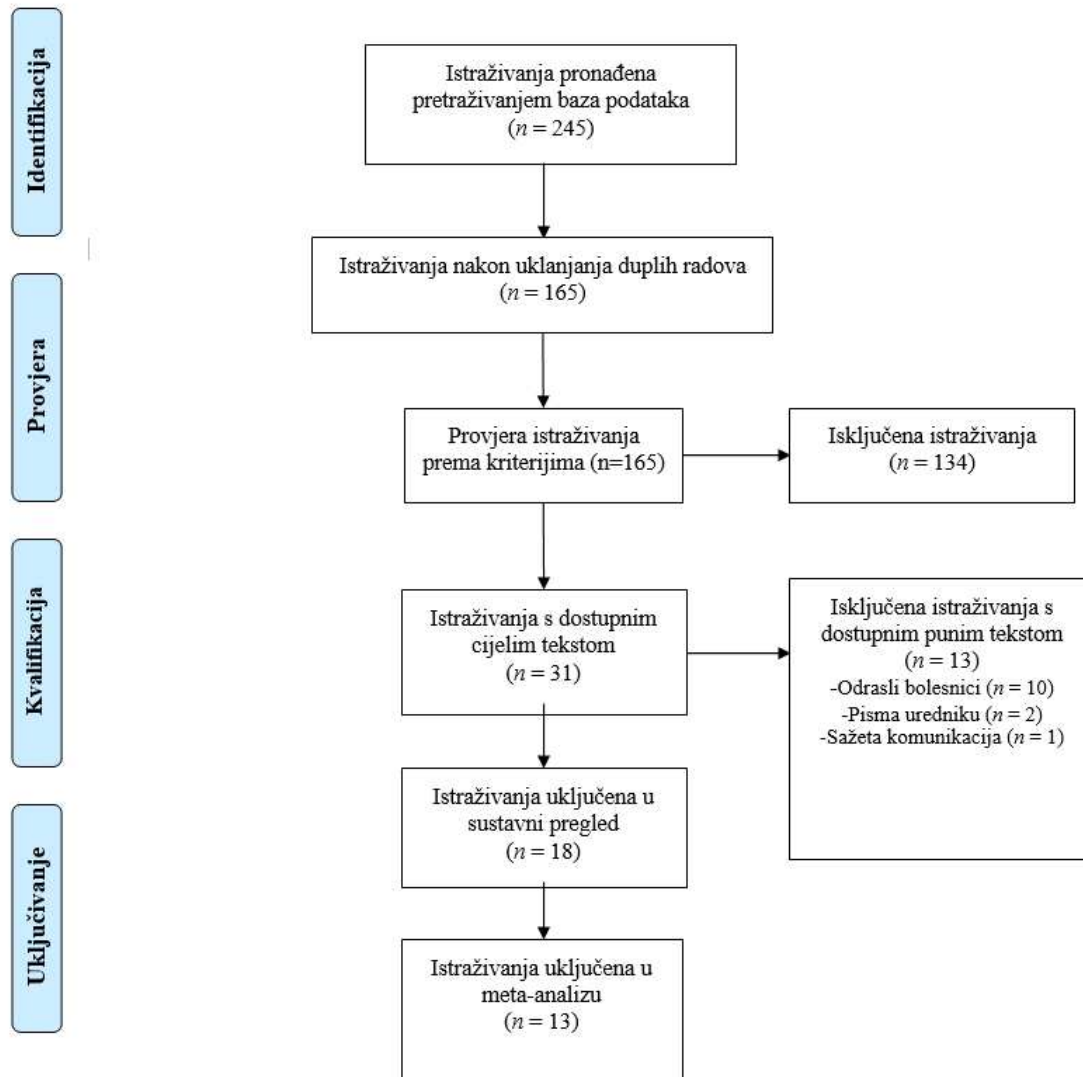 Identifikacija
Istraživanja pronađena
pretraživanjem baza podataka
(n = 245)
Istraživanja nakon uklanjanja duplih radova
(n = 165)
Provjera
Provjera istraživanja
prema kriterijima (n=165)
Isključena istraživanja
(n = 134)
Kvalifikacija
Istraživanja s dostupnim
cijelim tekstom
(n = 31)
Isključena istraživanja s
dostupnim punim tekstom
(n = 13)
-Odrasli bolesnici (n = 10)
-Pisma uredniku (n = 2)
-Sažeta komunikacija (n = 1)
Uključivanje
Istraživanja uključena u
sustavni pregled
(n = 18)
Istraživanja uključena u
meta-analizu
(n = 13)